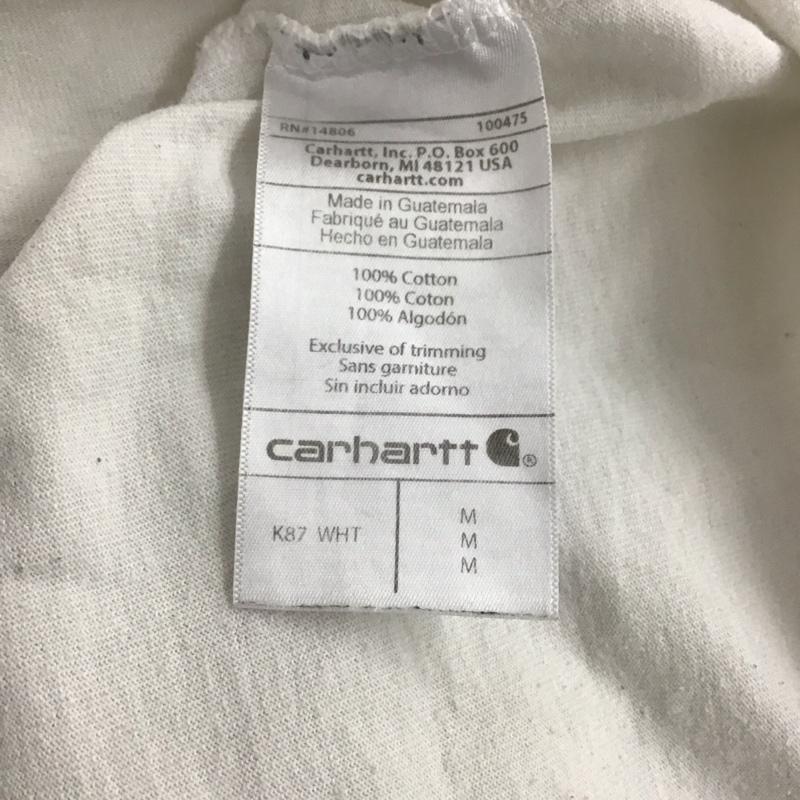 RN#14806 100475
Carhartt, Inc. P.O. Box 600
Dearborn, MI 48121 USA
carhartt.com
Made in Guatemala
Fabriqué au Guatemala
Hecho en Guatemala
100% Cotton
100% Coton
100% Algodón
Exclusive of trimming
Sans garniture
Sin incluir adorno
carhartt ®
K87 WHT
M
M
M